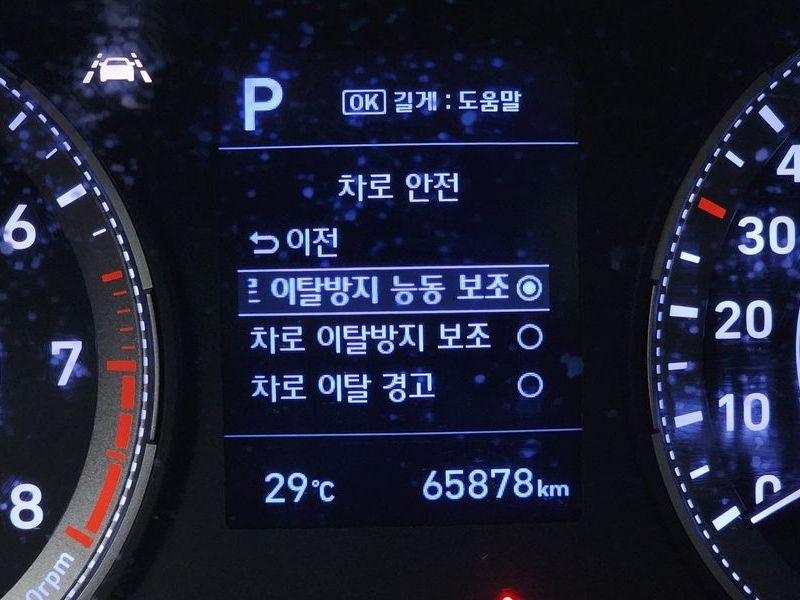 P
OK 길게 : 도움말
차로 안전
이전
이탈방지 능동 보조
차로 이탈방지 보조
차로 이탈 경고
29°C 65878km
6
7
8
30
20
10
0